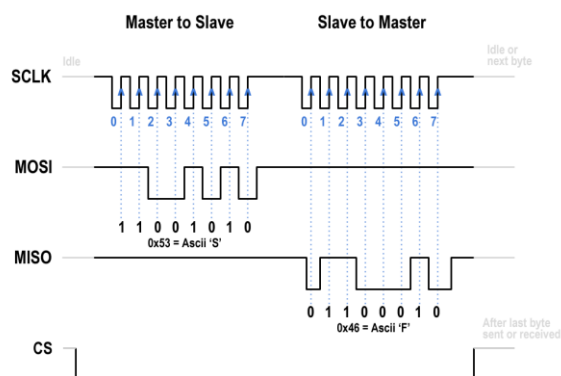 Master to Slave Slave to Master
Idle
Idle or
next byte
SCLK
0 1 2 3 4 5 6 7 0 1 2 3 4 5 6 7
MOSI
1 1 0 0 1 0 1 0
0x53 = Ascii ‘S’
MISO
0 1 1 0 0 0 1 0
0x46 = Ascii ‘F’
After last byte
sent or received
CS